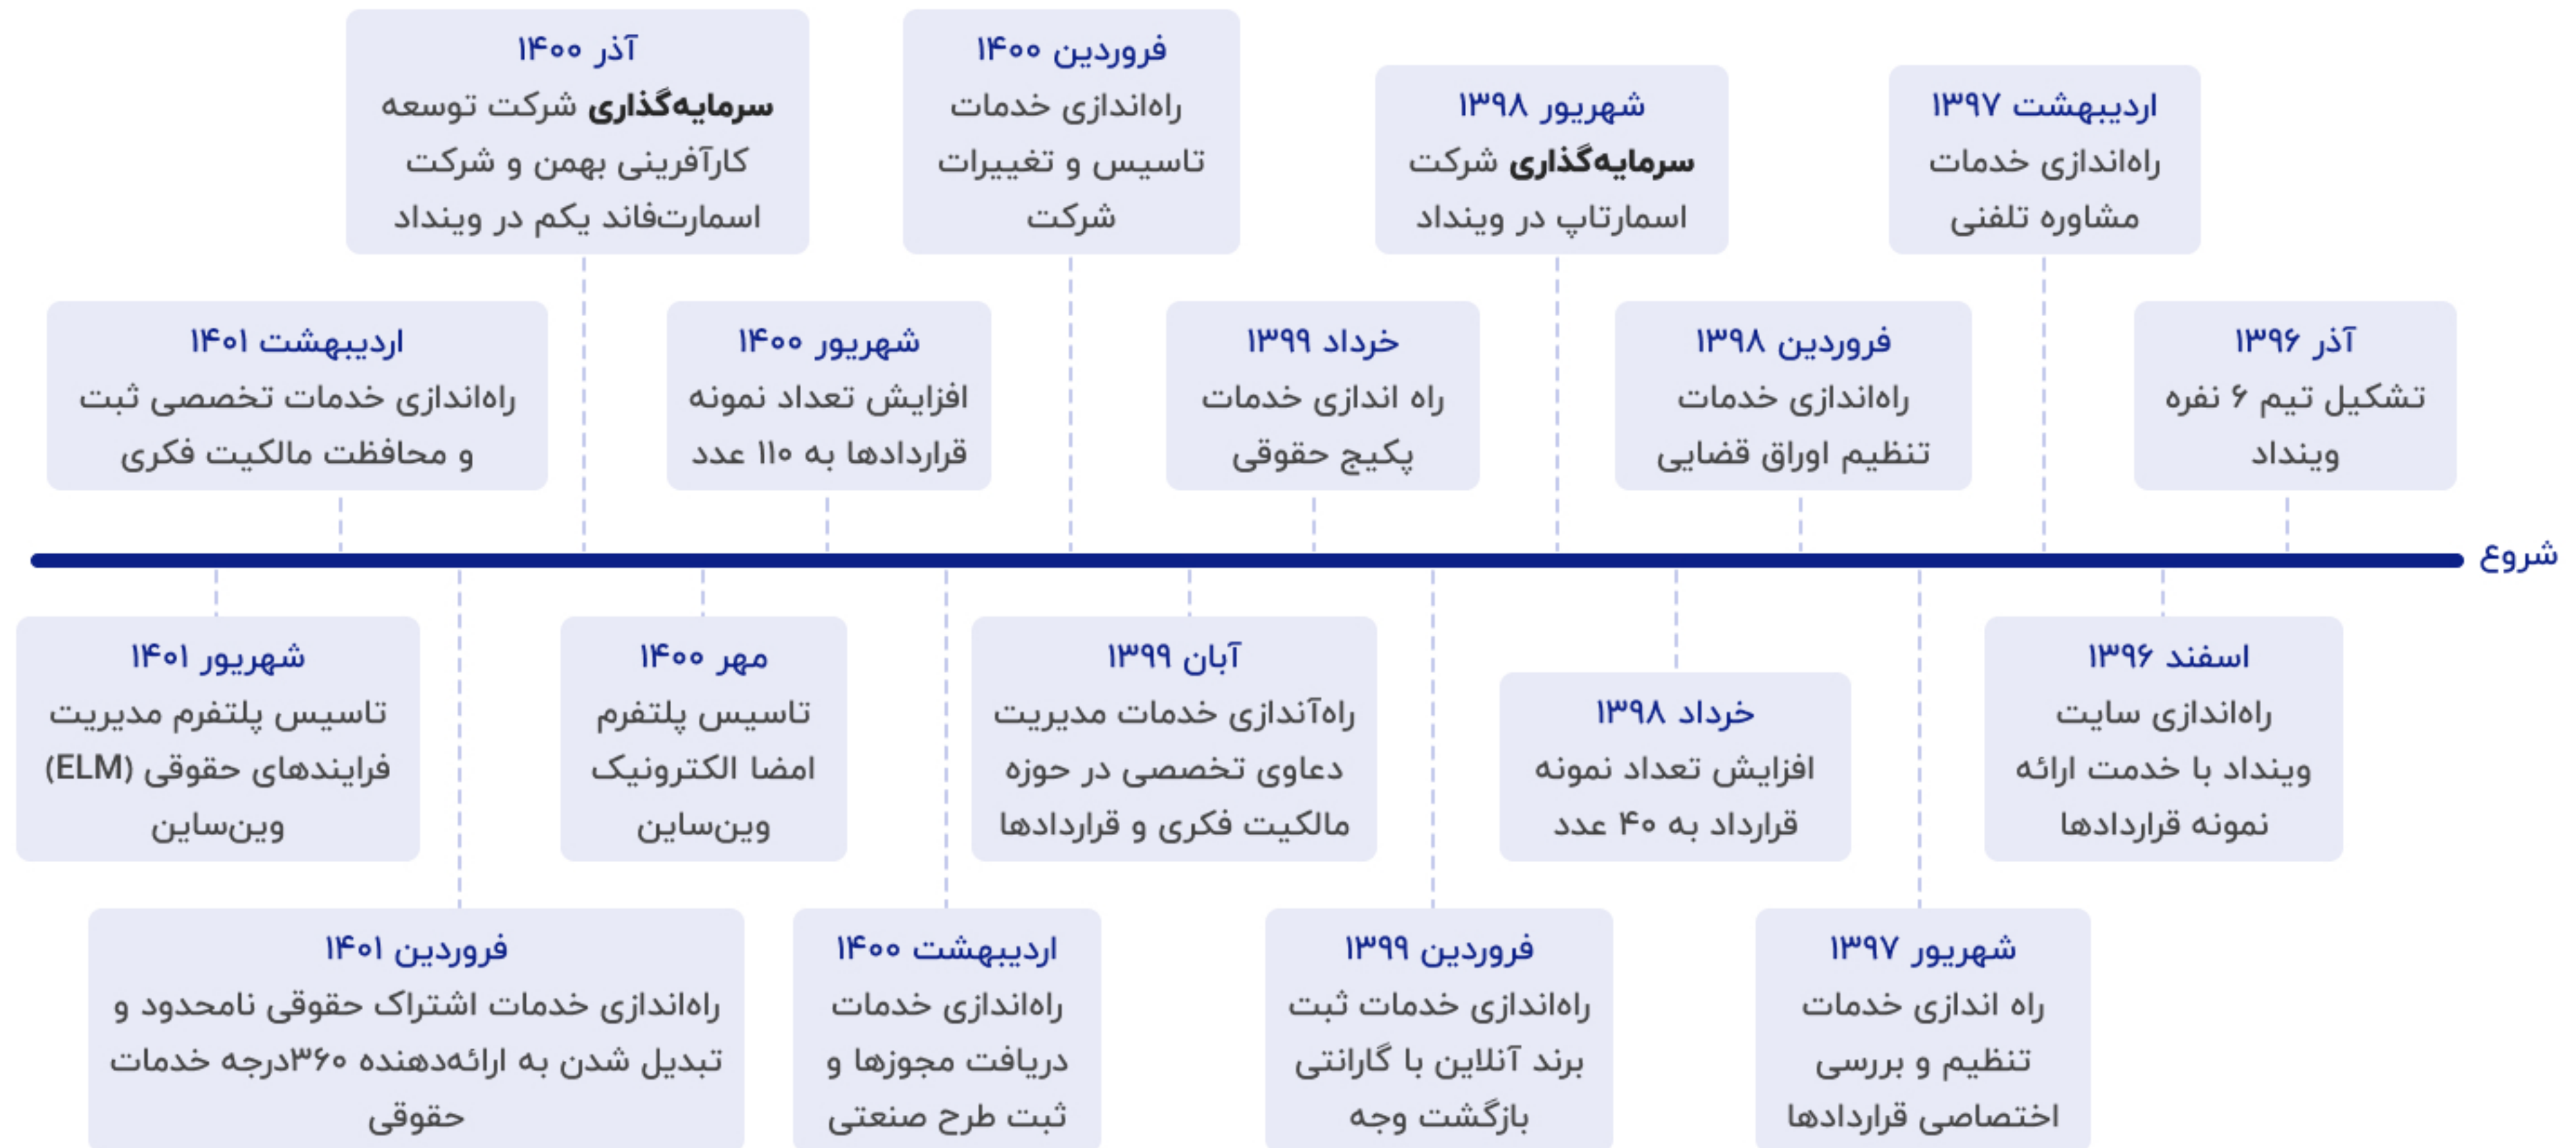 شروع
آذر ۱۳۹۶
تشکیل تیم ۶ نفره
وینداد
اسفند ۱۳۹۶
راه‌اندازی سایت
وینداد با خدمت ارائه
نمونه قراردادها
اردیبهشت ۱۳۹۷
راه‌اندازی خدمات
مشاوره تلفنی
شهریور ۱۳۹۷
راه اندازی خدمات
تنظیم و بررسی
اختصاصی قراردادها
فروردین ۱۳۹۸
راه‌اندازی خدمات
تنظیم اوراق قضایی
خرداد ۱۳۹۸
افزایش تعداد نمونه
قرارداد به ۴۰ عدد
شهریور ۱۳۹۸
سرمایه‌گذاری شرکت
اسمارتاپ در وینداد
فروردین ۱۳۹۹
راه‌اندازی خدمات ثبت
برند آنلاین با گارانتی
بازگشت وجه
خرداد ۱۳۹۹
راه اندازی خدمات
پکیج حقوقی
آبان ۱۳۹۹
راه‌آندازی خدمات مدیریت
دعاوی تخصصی در حوزه
مالکیت فکری و قراردادها
فروردین ۱۴۰۰
راه‌اندازی خدمات
تاسیس و تغییرات
شرکت
اردیبهشت ۱۴۰۰
راه‌اندازی خدمات
دریافت مجوزها و
ثبت طرح صنعتی
شهریور ۱۴۰۰
افزایش تعداد نمونه
قراردادها به ۱۱۰ عدد
مهر ۱۴۰۰
تاسیس پلتفرم
امضا الکترونیک
وین‌ساین
آذر ۱۴۰۰
سرمایه‌گذاری شرکت توسعه
کارآفرینی بهمن و شرکت
اسمارت‌فاند یکم در وینداد
فروردین ۱۴۰۱
راه‌اندازی خدمات اشتراک حقوقی نامحدود و
تبدیل شدن به ارائه‌دهنده ۳۶۰درجه خدمات
حقوقی
اردیبهشت ۱۴۰۱
راه‌اندازی خدمات تخصصی ثبت
و محافظت مالکیت فکری
شهریور ۱۴۰۱
تاسیس پلتفرم مدیریت
فرایندهای حقوقی (ELM)
وین‌ساین